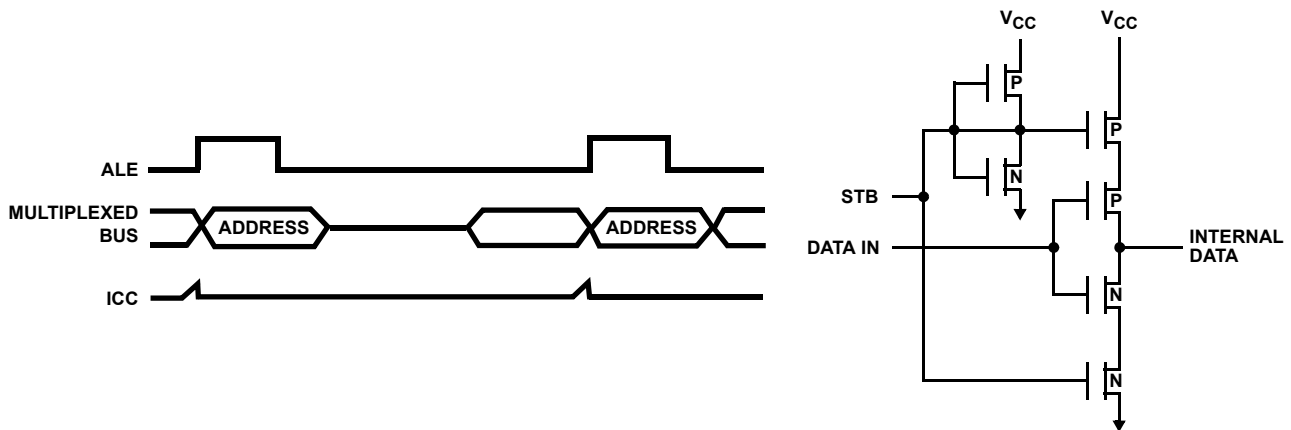 ALE
MULTIPLEXED
BUS
ADDRESS
ADDRESS
ICC
VCC
VCC
P
P
N
P
STB
DATA IN
INTERNAL
DATA
N
N